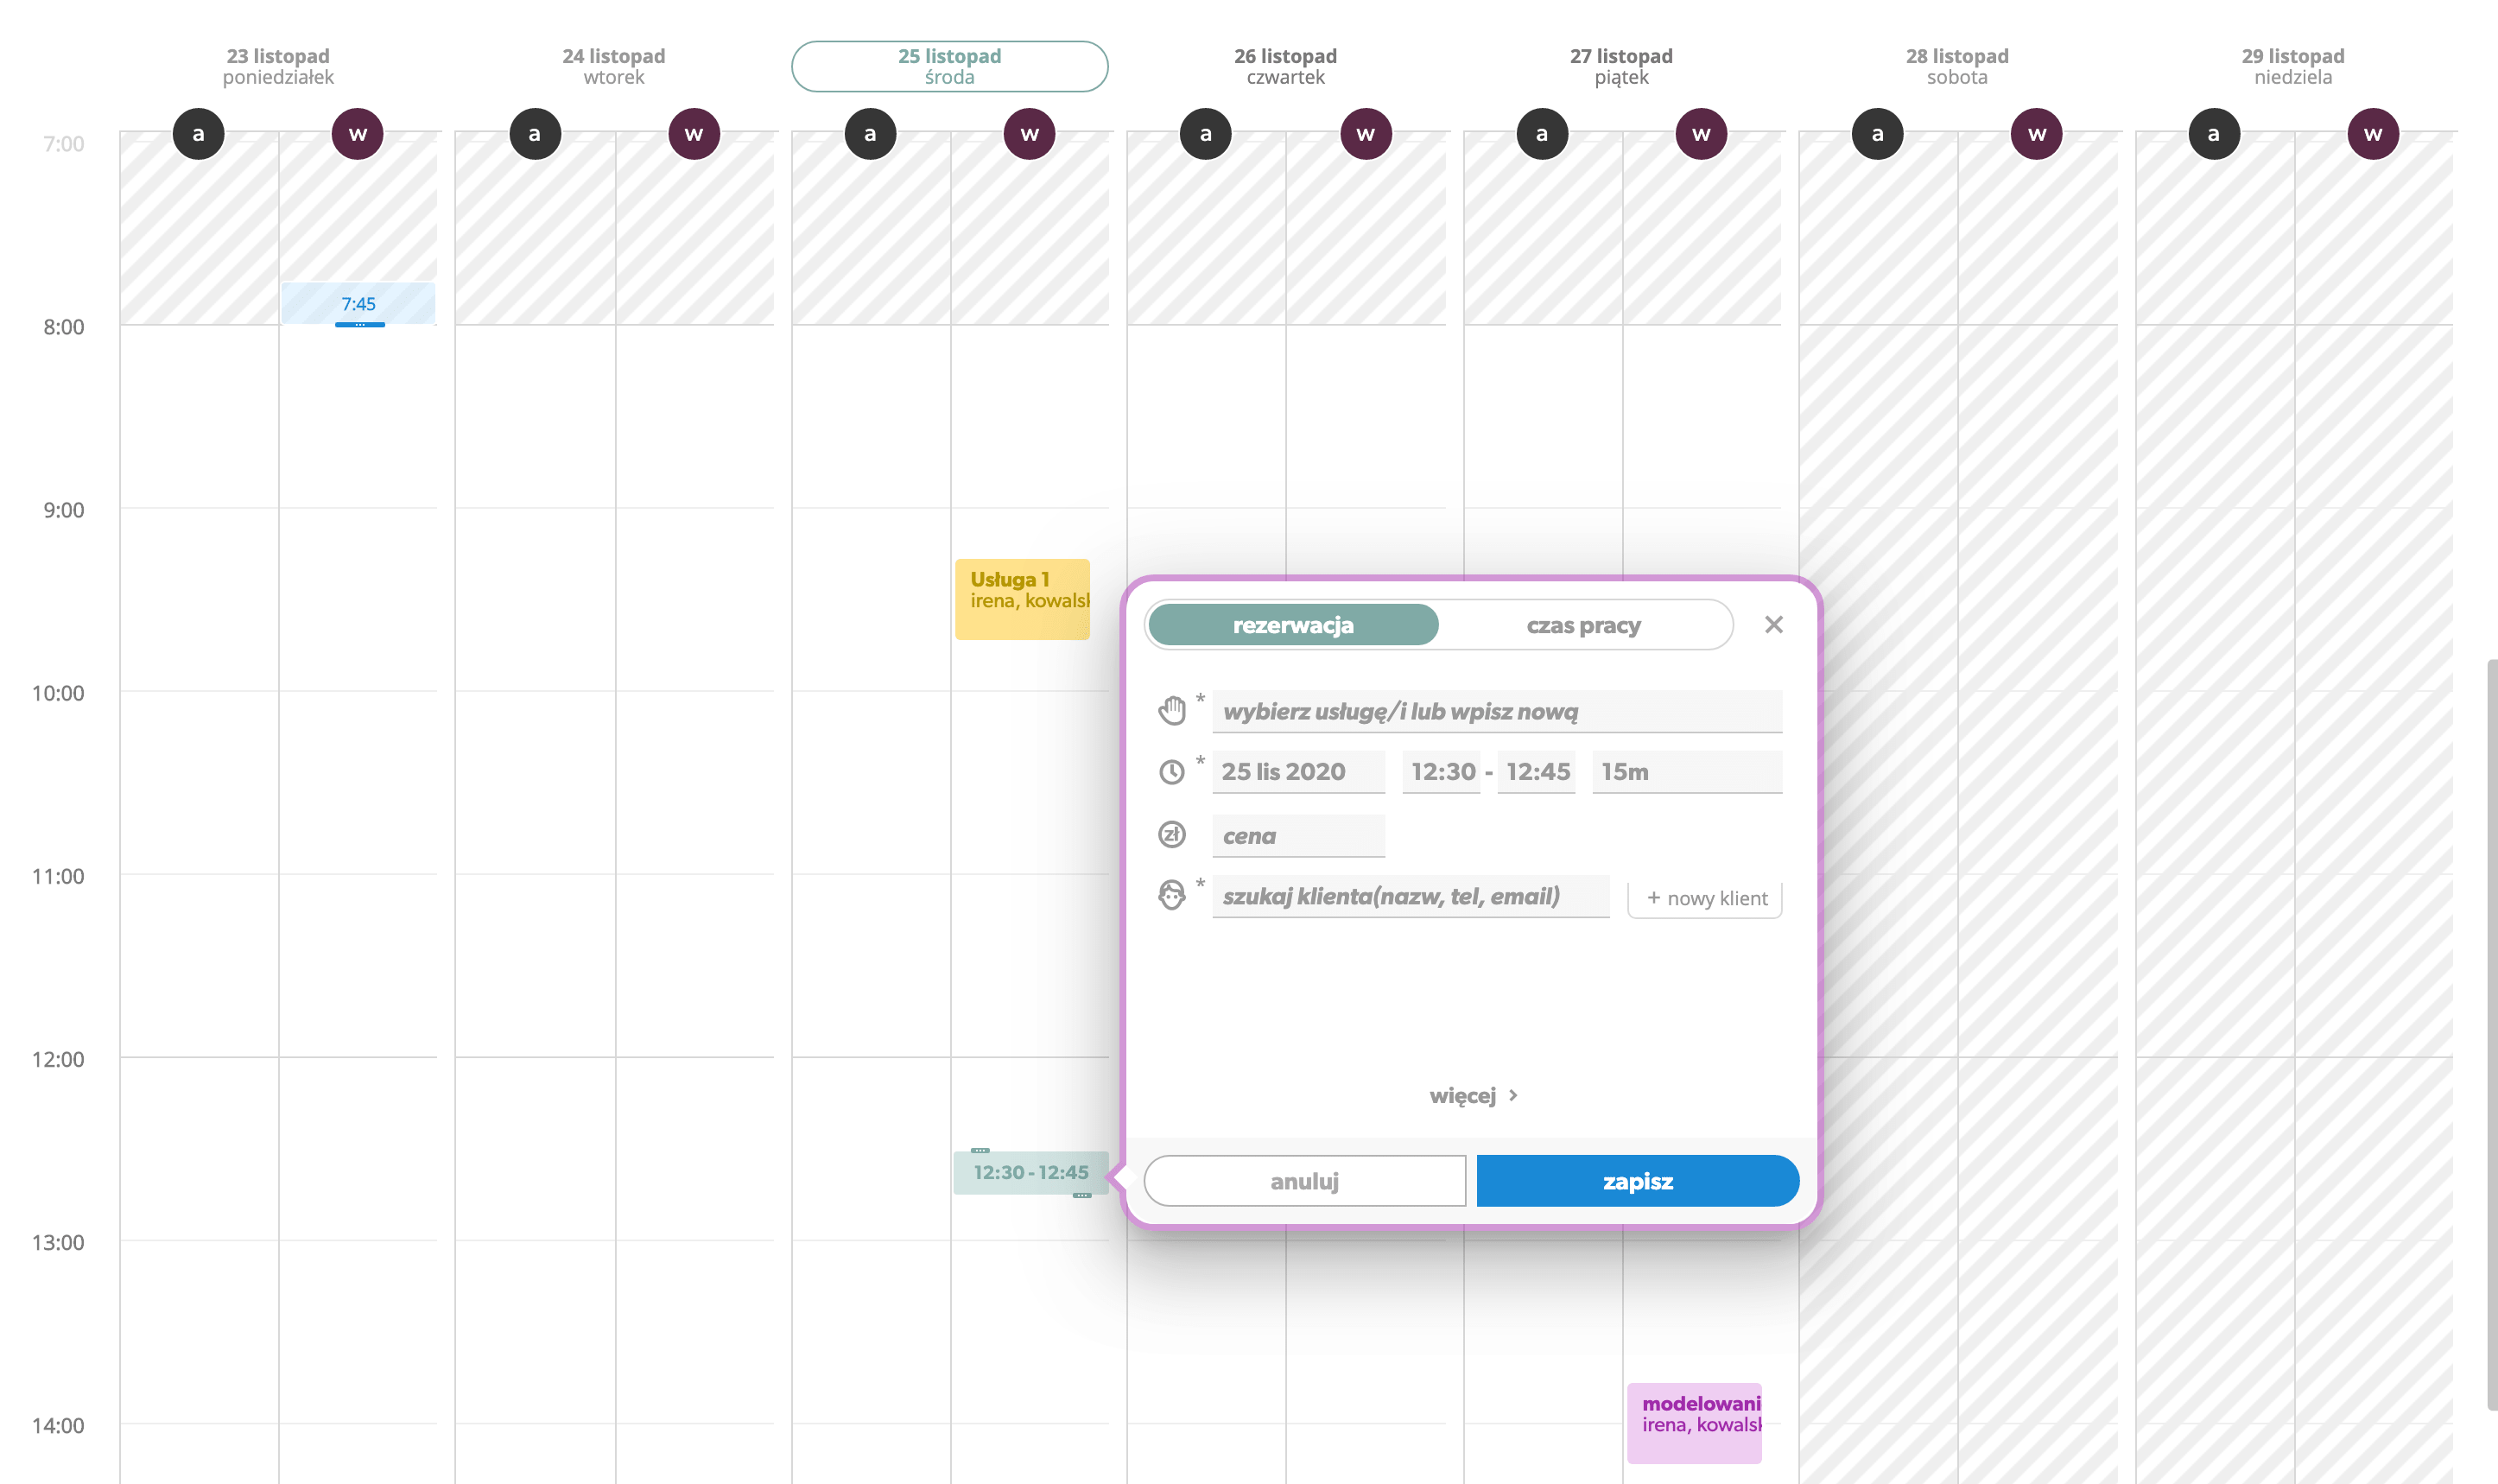 23 listopad
poniedziałek
24 listopad
wtorek
25 listopad
środa
26 listopad
czwartek
27 listopad
piątek
28 listopad
sobota
29 listopad
niedziela
a
w
a
w
a
w
a
w
a
w
a
w
a
w
7:00
7:45
8:00
9:00
Usługa 1
irena, kowalsk
rezerwacja
czas pracy
10:00
* wybierz usługę/i lub wpisz nową
* 25 lis 2020 12:30 - 12:45 15m
zł cena
11:00
* szukaj klienta(nazw, tel, email)
+ nowy klient
12:00
więcej >
12:30 - 12:45
anuluj
zapisz
13:00
modelowani
irena, kowalsk
14:00